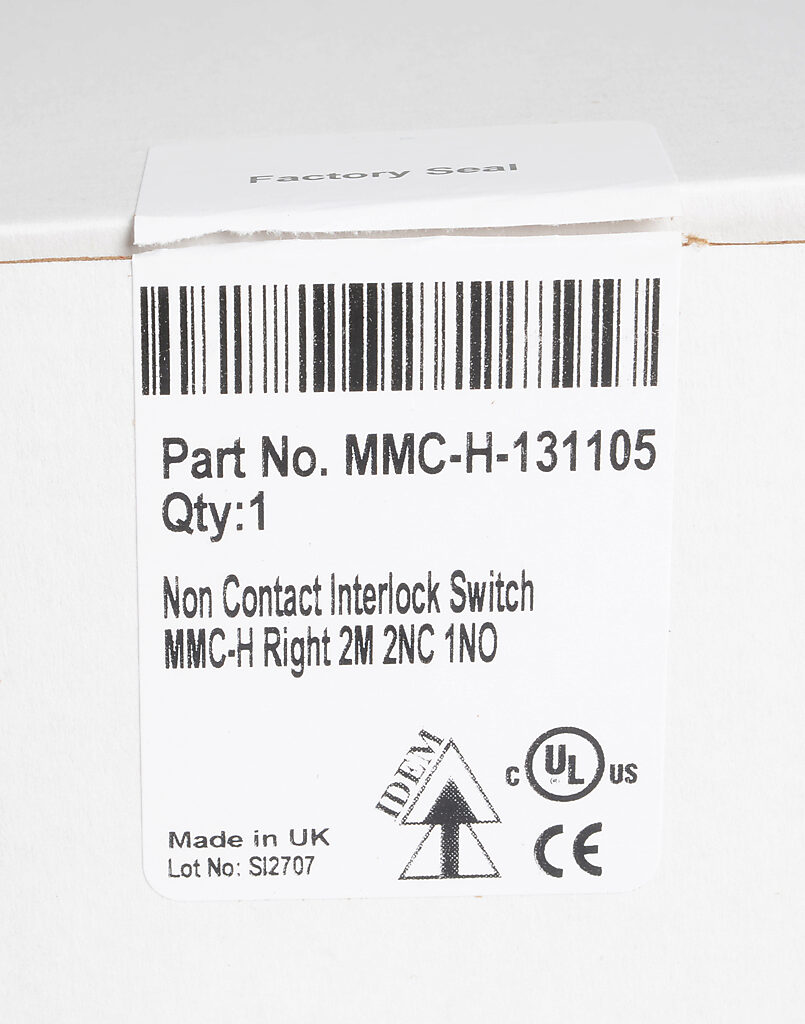 Factory Seal
Part No. MMC-H-131105
Qty:1
Non Contact Interlock Switch
MMC-H Right 2M 2NC 1NO
IDEM
C UL US
CE
Made in UK
Lot No: SI2707